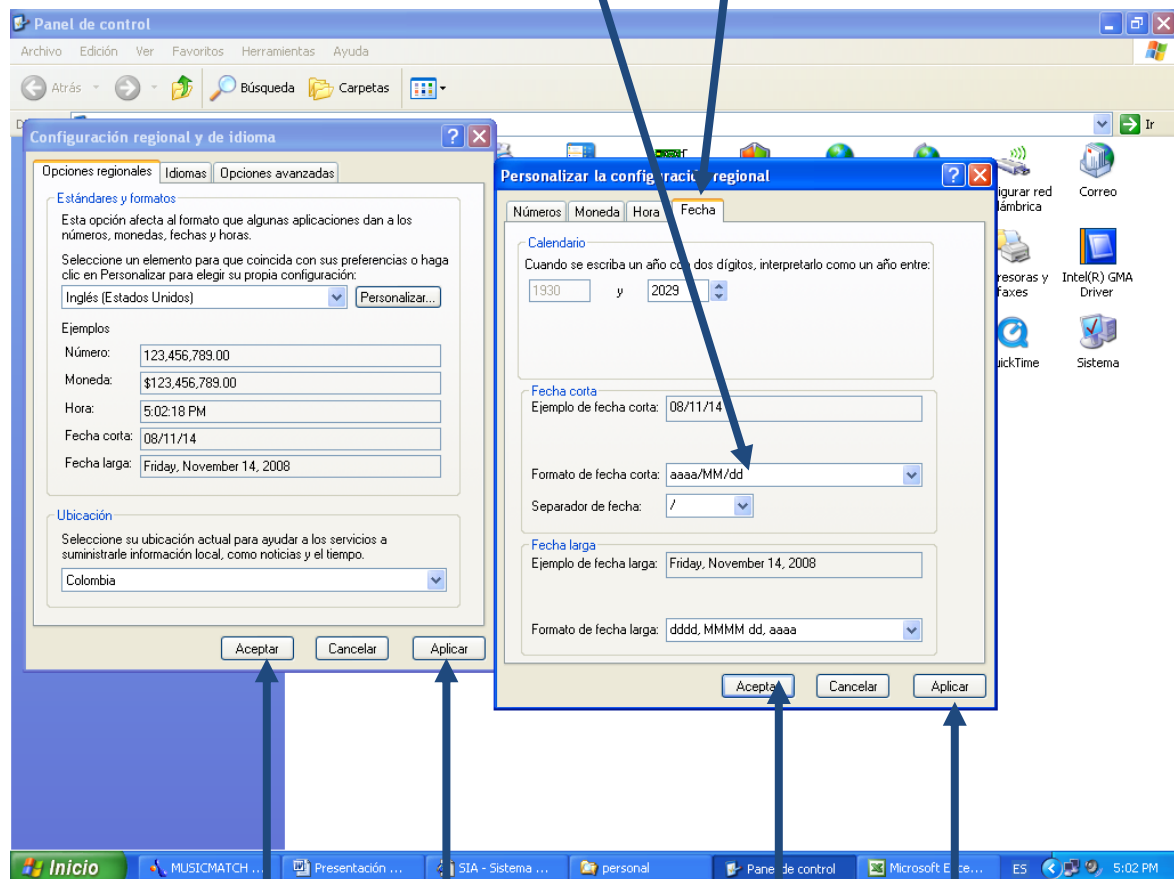 Panel de control
Archivo Edición Ver Favoritos Herramientas Ayuda
Atrás Búsqueda Carpetas
Ir
Configuración regional y de idioma
Opciones regionales Idiomas Opciones avanzadas
Estándares y formatos
Esta opción afecta al formato que algunas aplicaciones dan a los
números, monedas, fechas y horas.
Seleccione un elemento para que coincida con sus preferencias o haga
clic en Personalizar para elegir su propia configuración:
Inglés (Estados Unidos) Personalizar...
Ejemplos
Número: 123,456,789.00
Moneda: $123,456,789.00
Hora: 5:02:18 PM
Fecha corta: 08/11/14
Fecha larga: Friday, November 14, 2008
Ubicación
Seleccione su ubicación actual para ayudar a los servicios a
suministrarle información local, como noticias y el tiempo.
Colombia
Aceptar Cancelar Aplicar
Personalizar la configuración regional
Números Moneda Hora Fecha
Calendario
Cuando se escriba un año con dos dígitos, interpretarlo como un año entre:
1930 y 2029
Fecha corta
Ejemplo de fecha corta: 08/11/14
Formato de fecha corta: aaaa/MM/dd
Separador de fecha: /
Fecha larga
Ejemplo de fecha larga: Friday, November 14, 2008
Formato de fecha larga: dddd, MMMM dd, aaaa
Aceptar Cancelar Aplicar
igurar red
Correo
Intel(R) GMA
Driver
Sistema
Inicio MUSICMATCH ... Presentación ... SIA - Sistema ... personal Panel de control Microsoft Exce... ES 5:02 PM